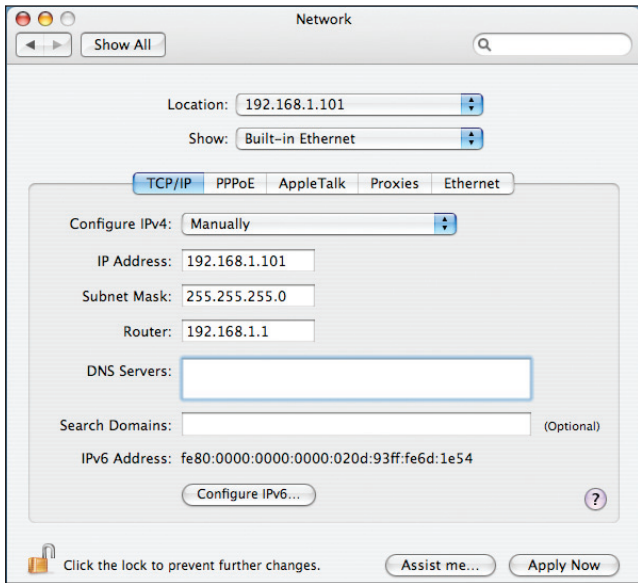 Network
Show All
Location: 192.168.1.101
Show: Built-in Ethernet
TCP/IP PPPoE AppleTalk Proxies Ethernet
Configure IPv4: Manually
IP Address: 192.168.1.101
Subnet Mask: 255.255.255.0
Router: 192.168.1.1
DNS Servers:
Search Domains: (Optional)
IPv6 Address: fe80:0000:0000:0000:020d:93ff:fe6d:1e54
Configure IPv6... ?
Click the lock to prevent further changes. Assist me... Apply Now